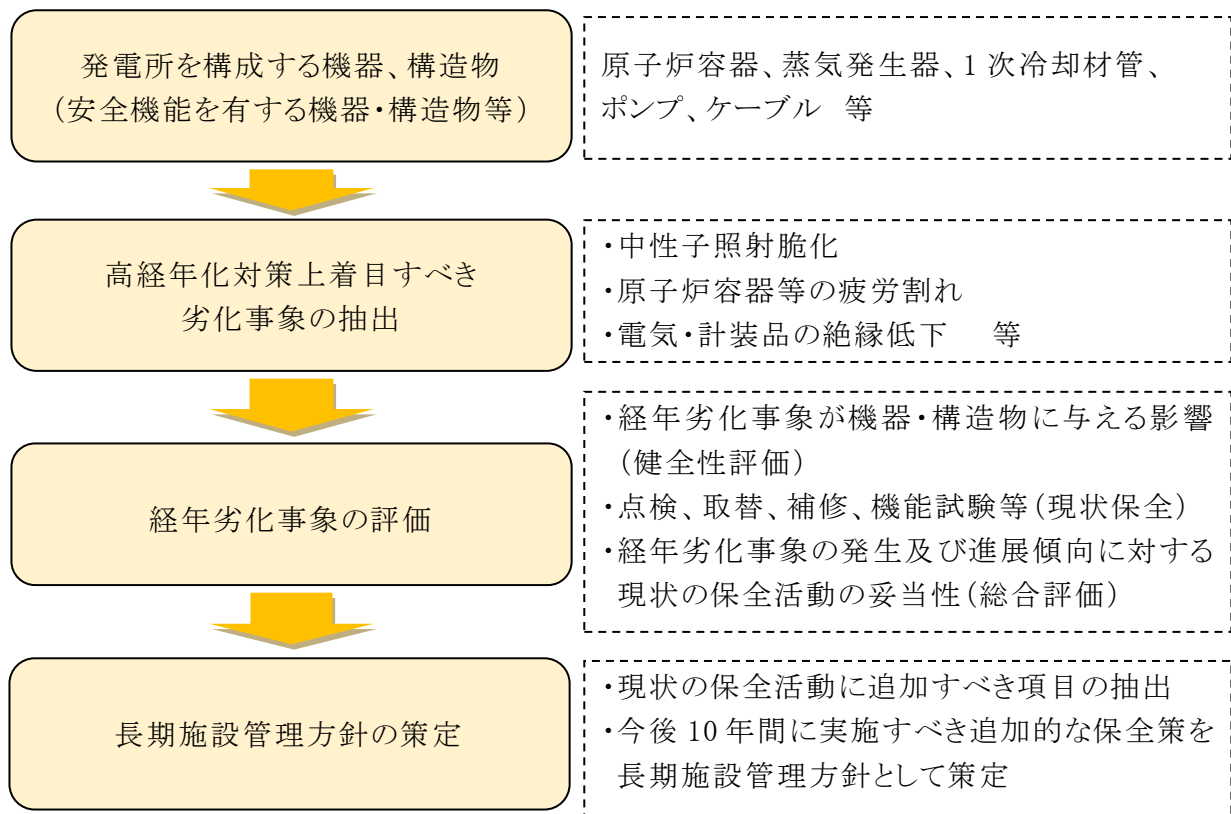 発電所を構成する機器、構造物
（安全機能を有する機器・構造物等）
原子炉容器、蒸気発生器、1 次冷却材管、
ポンプ、ケーブル　等
高経年化対策上着目すべき
劣化事象の抽出
・中性子照射脆化
・原子炉容器等の疲労割れ
・電気・計装品の絶縁低下　　等
経年劣化事象の評価
・経年劣化事象が機器・構造物に与える影響
（健全性評価）
・点検、取替、補修、機能試験等（現状保全）
・経年劣化事象の発生及び進展傾向に対する
現状の保全活動の妥当性（総合評価）
長期施設管理方針の策定
・現状の保全活動に追加すべき項目の抽出
・今後 10 年間に実施すべき追加的な保全策を
長期施設管理方針として策定